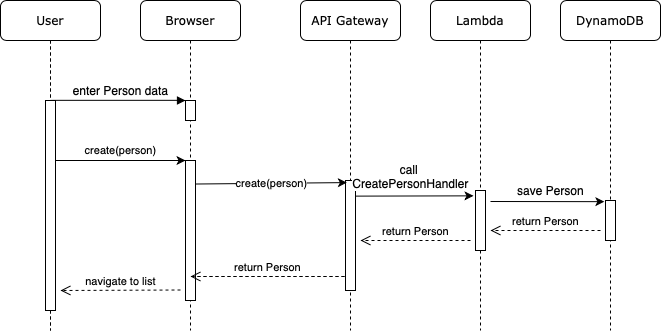 User
Browser
API Gateway
Lambda
DynamoDB
enter Person data
create(person)
create(person)
call
CreatePersonHandler
save Person
return Person
return Person
return Person
navigate to list